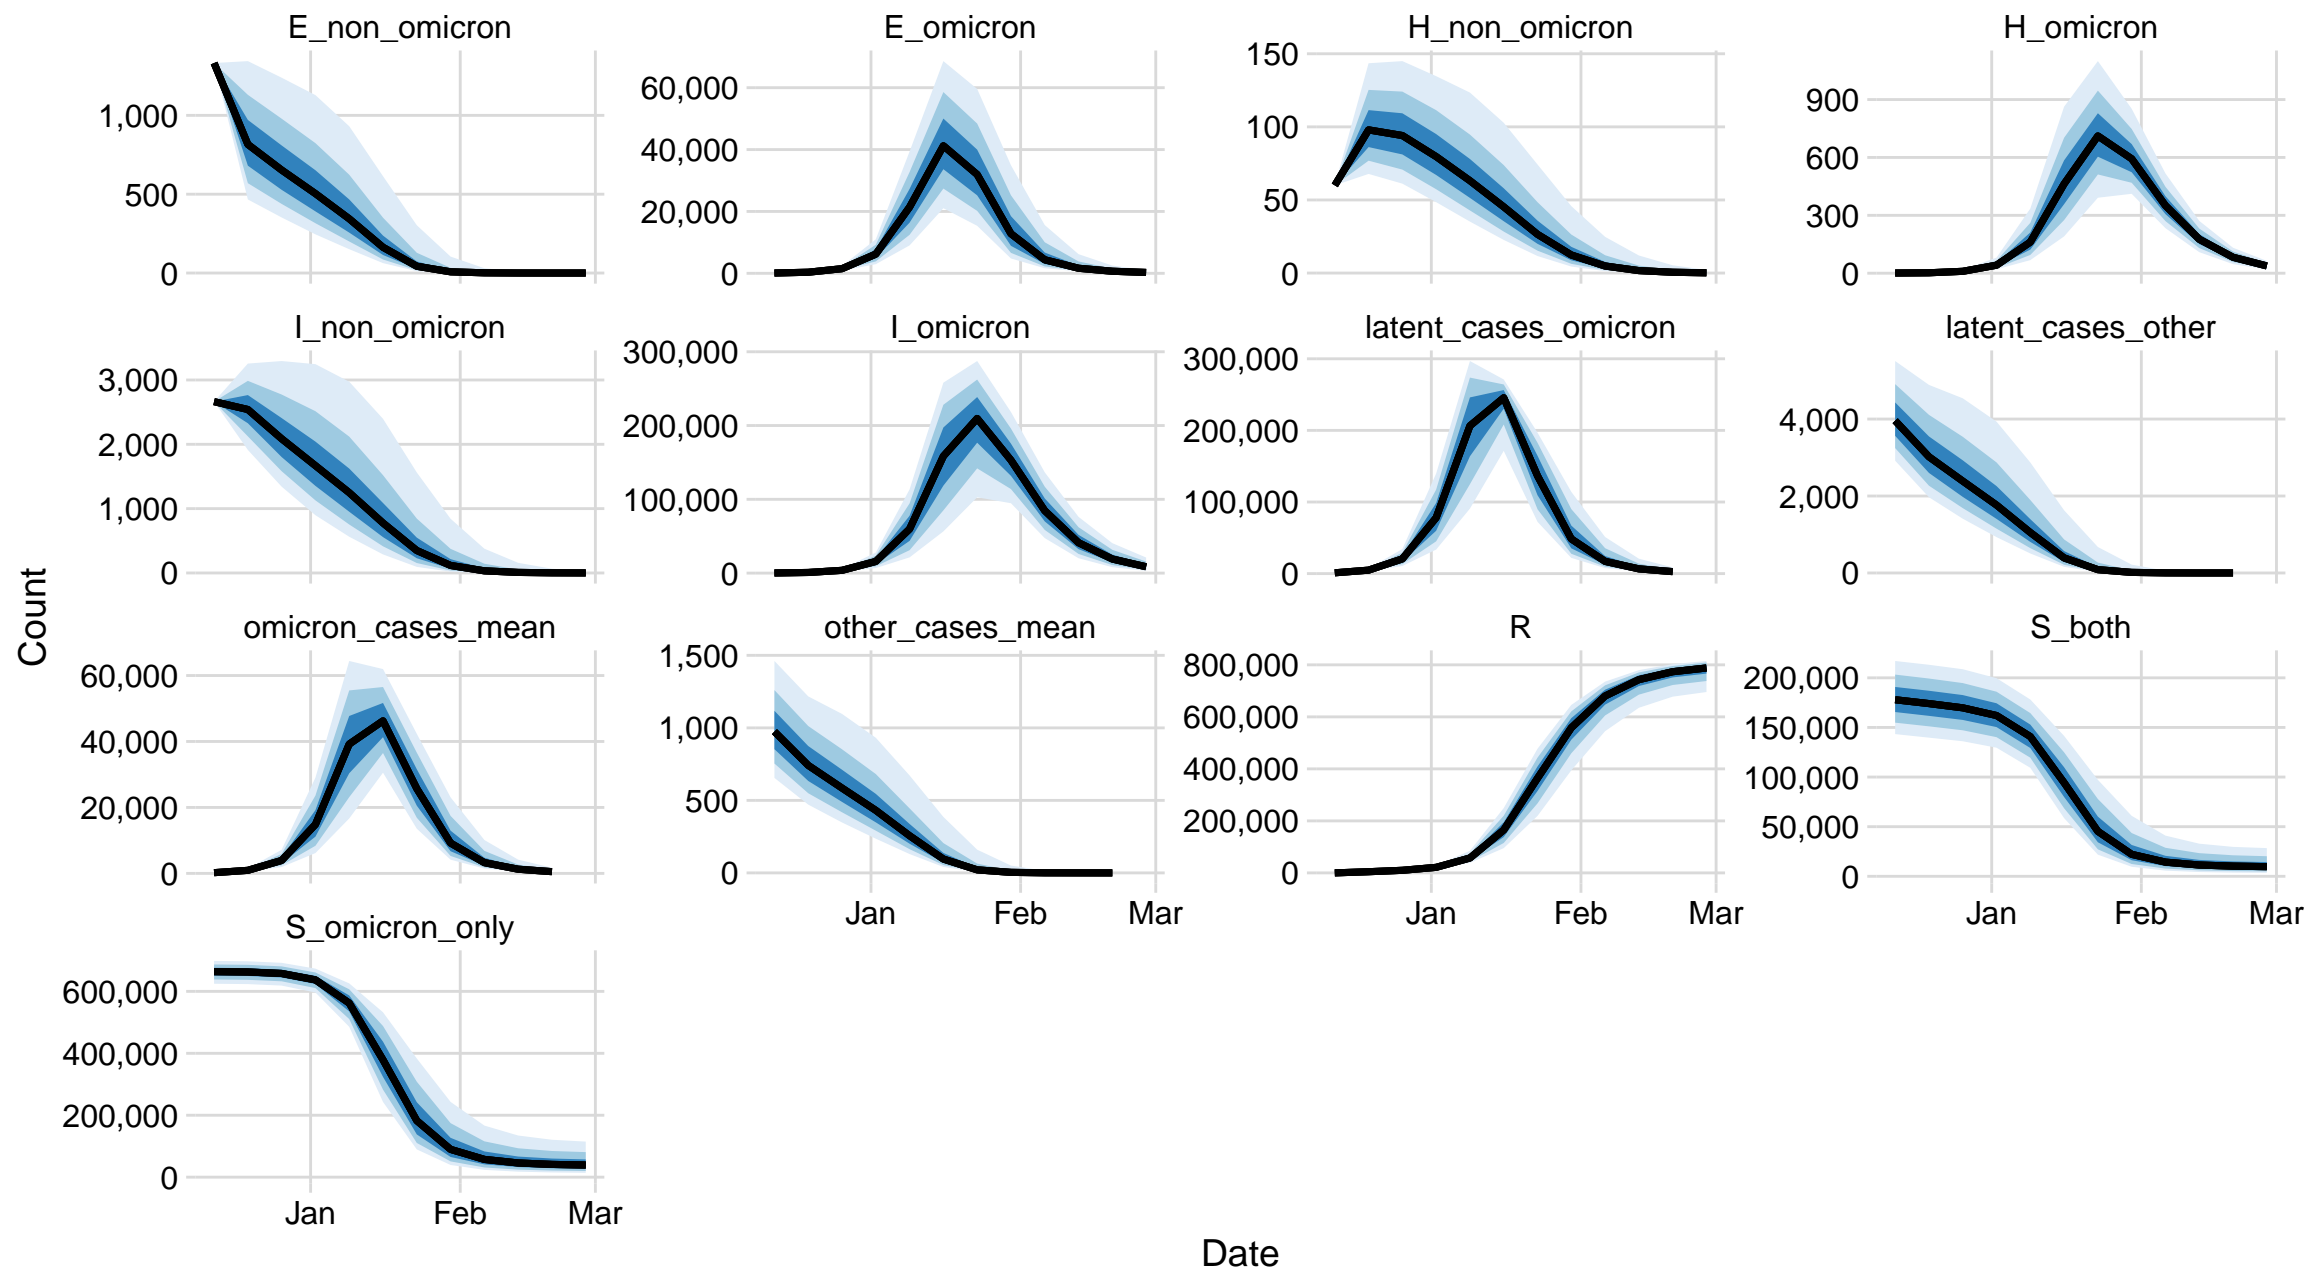 E_non_omicron
1,000
500
0
E_omicron
60,000
40,000
20,000
0
H_non_omicron
150
100
50
0
H_omicron
900
600
300
0
I_non_omicron
3,000
2,000
1,000
0
I_omicron
300,000
200,000
100,000
0
latent_cases_omicron
300,000
200,000
100,000
0
latent_cases_other
4,000
2,000
0
omicron_cases_mean
60,000
40,000
20,000
0
other_cases_mean
1,500
1,000
500
0
Jan Feb Mar
R
800,000
600,000
400,000
200,000
0
Jan Feb Mar
S_both
200,000
150,000
100,000
50,000
0
Jan Feb Mar
S_omicron_only
600,000
400,000
200,000
0
Jan Feb Mar
Count
Date